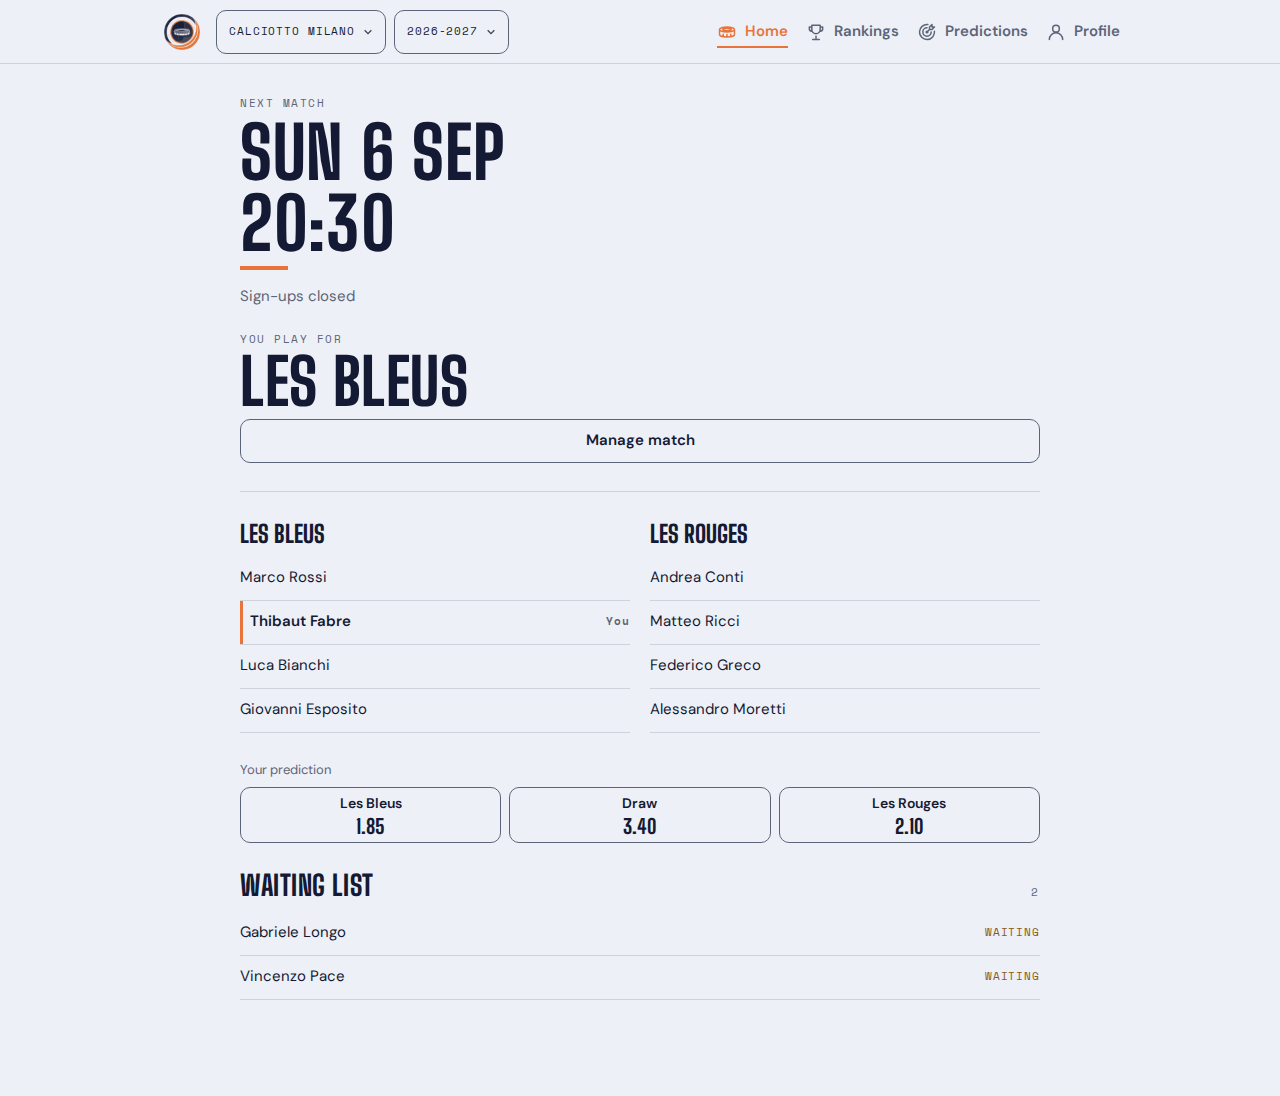 CALCIOTTO MILANO
2026-2027
Home
Rankings
Predictions
Profile
NEXT MATCH
SUN 6 SEP
20:30
Sign-ups closed
YOU PLAY FOR
LES BLEUS
Manage match
LES BLEUS
Marco Rossi
Thibaut Fabre You
Luca Bianchi
Giovanni Esposito
LES ROUGES
Andrea Conti
Matteo Ricci
Federico Greco
Alessandro Moretti
Your prediction
Les Bleus
1.85
Draw
3.40
Les Rouges
2.10
WAITING LIST 2
Gabriele Longo WAITING
Vincenzo Pace WAITING